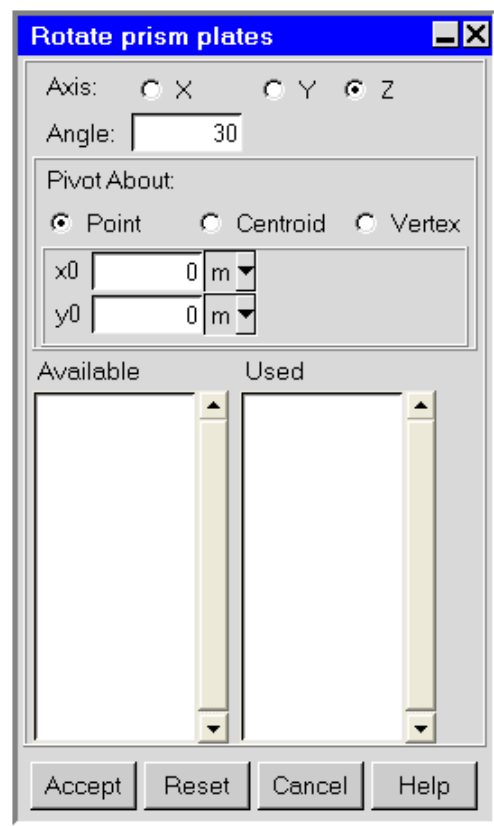 Rotate prism plates
Axis: X Y Z
Angle: 30
Pivot About:
Point Centroid Vertex
x0 0 m
y0 0 m
Available Used
Accept Reset Cancel Help